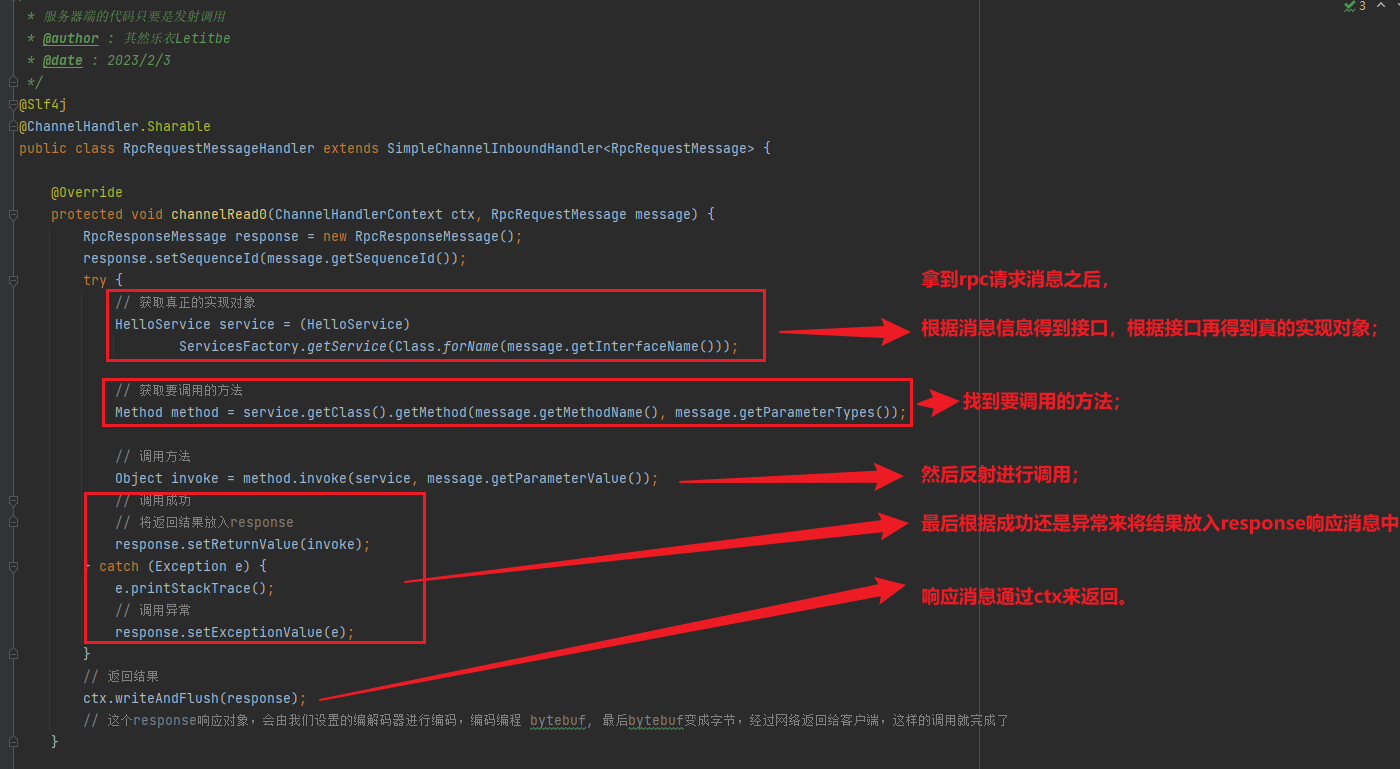 * 服务器端的代码只要是发射调用
* @author : 其然乐衣Letitbe
* @date : 2023/2/3
*/
@Slf4j
@ChannelHandler.Sharable
public class RpcRequestMessageHandler extends SimpleChannelInboundHandler<RpcRequestMessage> {
@Override
protected void channelRead0(ChannelHandlerContext ctx, RpcRequestMessage message) {
RpcResponseMessage response = new RpcResponseMessage();
response.setSequenceId(message.getSequenceId());
try {
// 获取真正的实现对象
HelloService service = (HelloService)
ServicesFactory.getService(Class.forName(message.getInterfaceName()));
// 获取要调用的方法
Method method = service.getClass().getMethod(message.getMethodName(), message.getParameterTypes());
// 调用方法
Object invoke = method.invoke(service, message.getParameterValue());
// 调用成功
// 将返回结果放入response
response.setReturnValue(invoke);
} catch (Exception e) {
e.printStackTrace();
// 调用异常
response.setExceptionValue(e);
}
// 返回结果
ctx.writeAndFlush(response);
// 这个response响应对象，会由我们设置的编解码器进行编码，编码编程 bytebuf, 最后bytebuf变成字节，经过网络返回给客户端，这样的调用就完成了
}
3
拿到rpc请求消息之后，
根据消息信息得到接口，根据接口再得到真的实现对象；
找到要调用的方法；
然后反射进行调用；
最后根据成功还是异常来将结果放入response响应消息中
响应消息通过ctx来返回。